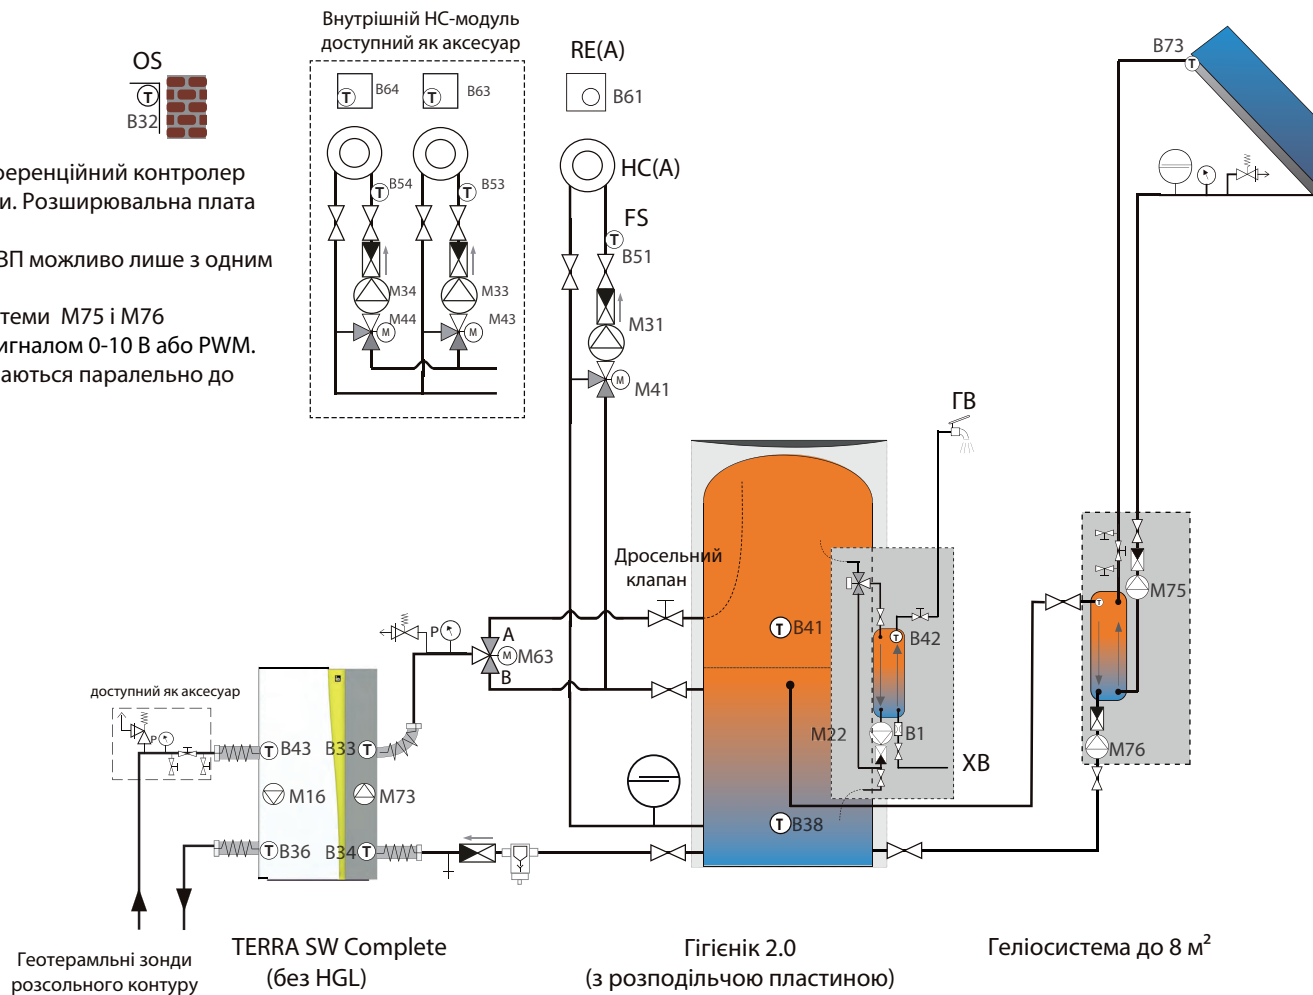 Внутрішній НС-модуль
доступний як аксесуар
OS
B32
B64
B63
RE(A)
B61
B73
ференційний контролер
и. Розширювальна плата
ВП можливо лише з одним
теми М75 і М76
игналом 0-10 В або PWM.
аються паралельно до
HC(A)
B54
B53
FS
B51
M34
M33
M31
M44
M43
M41
ГВ
Дросельний
клапан
M75
B41
B42
P
A
M63
B
доступний як аксесуар
P
B43
B33
M22
B1
ХВ
M76
M16
M73
B38
B36
B34
TERRA SW Complete
(без HGL)
Гігієнік 2.0
(з розподільчою пластиною)
Геліосистема до 8 м²
Геотерамльні зонди
розсольного контуру